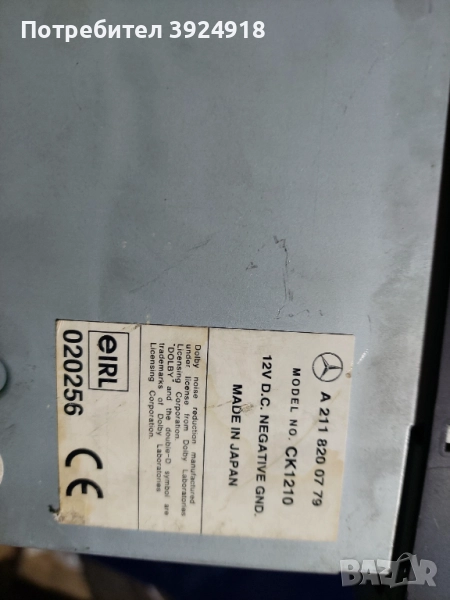 Потребител 3924918
A 211 820 07 79
MODEL NO. CK1210
12V D.C. NEGATIVE GND.
MADE IN JAPAN
Dolby noise reduction manufactured
under license from Dolby Laboratories
Licensing Corporation.
"DOLBY" and the double-D symbol are
trademarks of Dolby Laboratories
Licensing Corporation.
eIRL
020256
CE
BAZAR